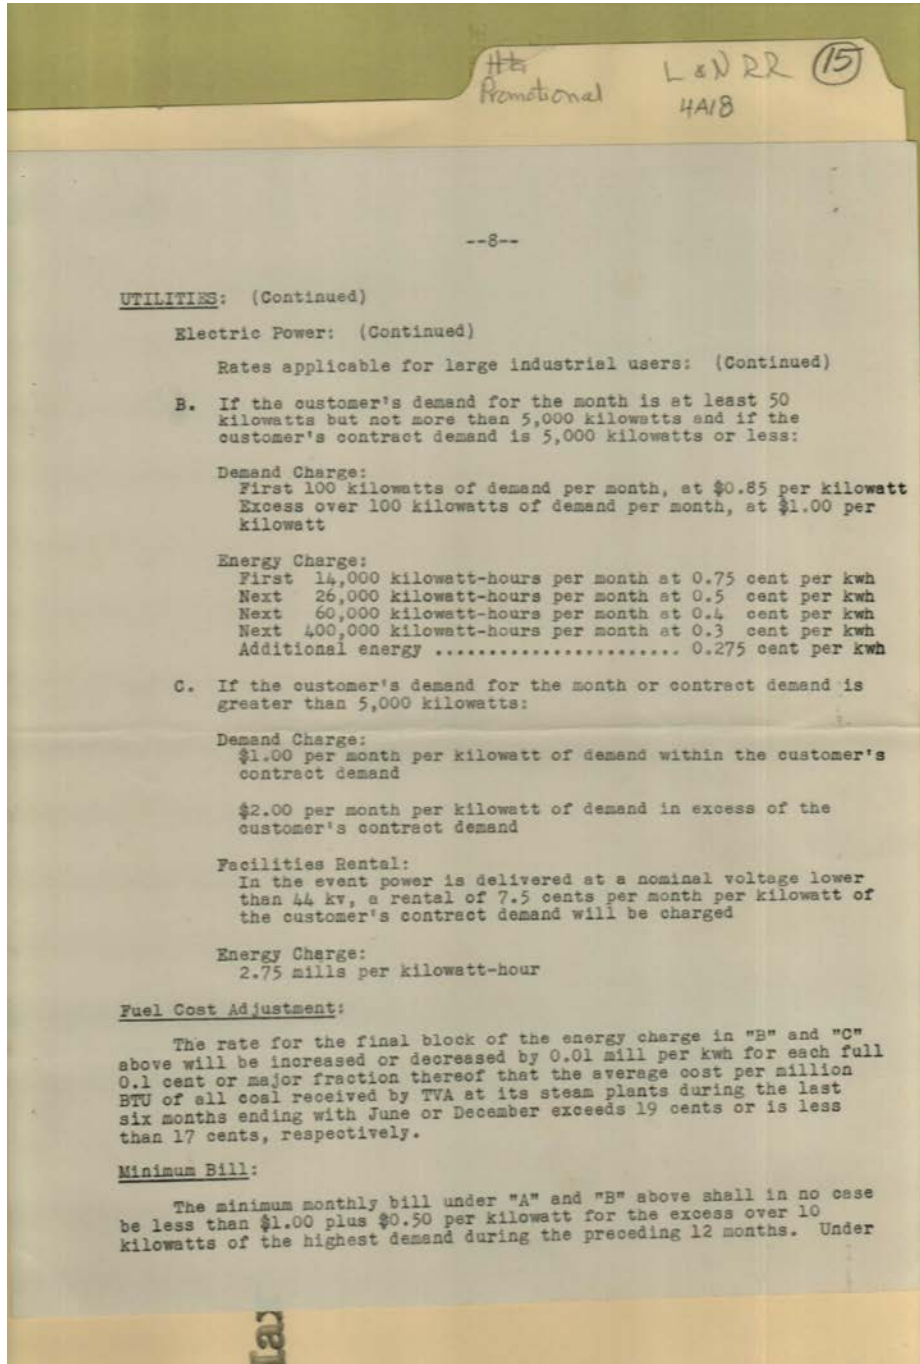 Promotional
L & N RR (15)
4A18
--8--
UTILITIES: (Continued)
Electric Power: (Continued)
Rates applicable for large industrial users: (Continued)
B. If the customer's demand for the month is at least 50
kilowatts but not more than 5,000 kilowatts and if the
customer's contract demand is 5,000 kilowatts or less:
Demand Charge:
First 100 kilowatts of demand per month, at $0.85 per kilowatt
Excess over 100 kilowatts of demand per month, at $1.00 per
kilowatt
Energy Charge:
First 14,000 kilowatt-hours per month at 0.75 cent per kwh
Next 26,000 kilowatt-hours per month at 0.5 cent per kwh
Next 60,000 kilowatt-hours per month at 0.4 cent per kwh
Next 400,000 kilowatt-hours per month at 0.3 cent per kwh
Additional energy ....................... 0.275 cent per kwh
C. If the customer's demand for the month or contract demand is
greater than 5,000 kilowatts:
Demand Charge:
$1.00 per month per kilowatt of demand within the customer's
contract demand
$2.00 per month per kilowatt of demand in excess of the
customer's contract demand
Facilities Rental:
In the event power is delivered at a nominal voltage lower
than 44 kv, a rental of 7.5 cents per month per kilowatt of
the customer's contract demand will be charged
Energy Charge:
2.75 mills per kilowatt-hour
Fuel Cost Adjustment:
The rate for the final block of the energy charge in "B" and "C"
above will be increased or decreased by 0.01 mill per kwh for each full
0.1 cent or major fraction thereof that the average cost per million
BTU of all coal received by TVA at its steam plants during the last
six months ending with June or December exceeds 19 cents or is less
than 17 cents, respectively.
Minimum Bill:
The minimum monthly bill under "A" and "B" above shall in no case
be less than $1.00 plus $0.50 per kilowatt for the excess over 10
kilowatts of the highest demand during the preceding 12 months. Under